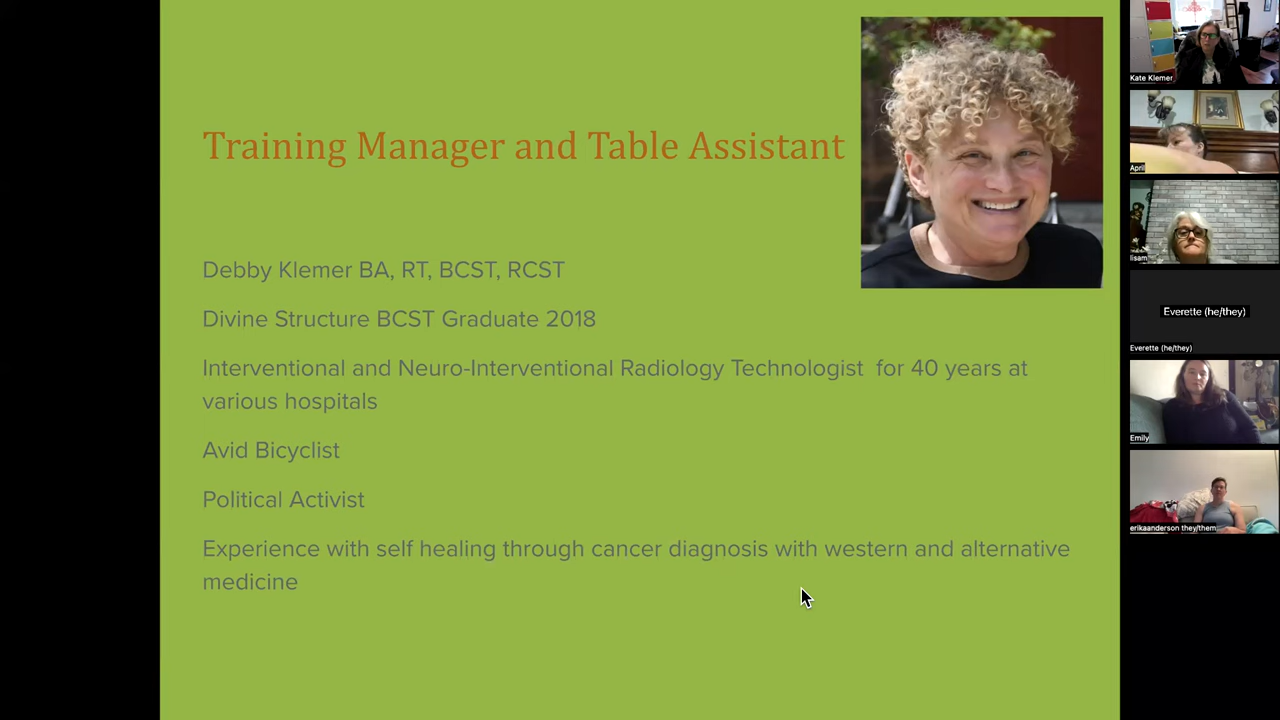 Training Manager and Table Assistant
Debby Klemer BA, RT, BCST, RCST
Divine Structure BCST Graduate 2018
Interventional and Neuro-Interventional Radiology Technologist for 40 years at
various hospitals
Avid Bicyclist
Political Activist
Experience with self healing through cancer diagnosis with western and alternative
medicine
Kate Klemer
April
lisam
Everette (he/they)
Everette (he/they)
Emily
erikaanderson they/them